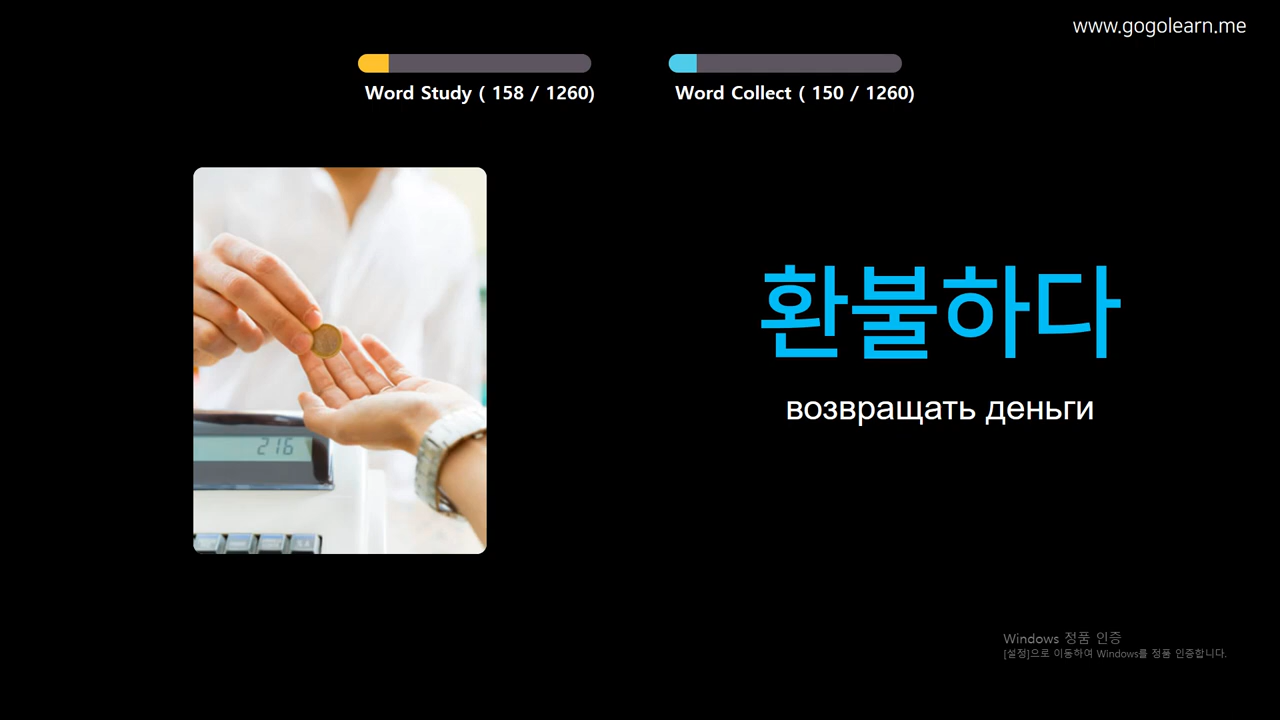 www.gogolearn.me
Word Study ( 158 / 1260)
Word Collect ( 150 / 1260)
환불하다
возвращать деньги
216
Windows 정품 인증
[설정]으로 이동하여 Windows를 정품 인증합니다.